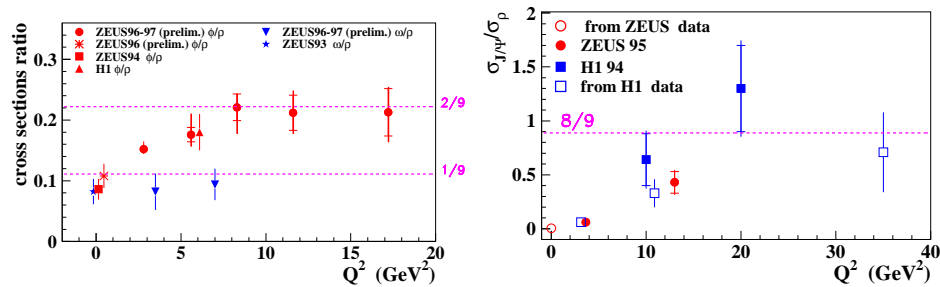 ZEUS96-97 (prelim.) ϕ/ρ
ZEUS96 (prelim.) ϕ/ρ
ZEUS94 ϕ/ρ
H1 ϕ/ρ
ZEUS96-97 (prelim.) ω/ρ
ZEUS93 ω/ρ
cross sections ratio
0.3
0.2
0.1
0
2/9
1/9
0 5 10 15 20
Q² (GeV²)
σJ/Ψ/σρ
from ZEUS data
ZEUS 95
H1 94
from H1 data
2
1.5
1
0.5
0
8/9
0 10 20 30 40
Q² (GeV²)